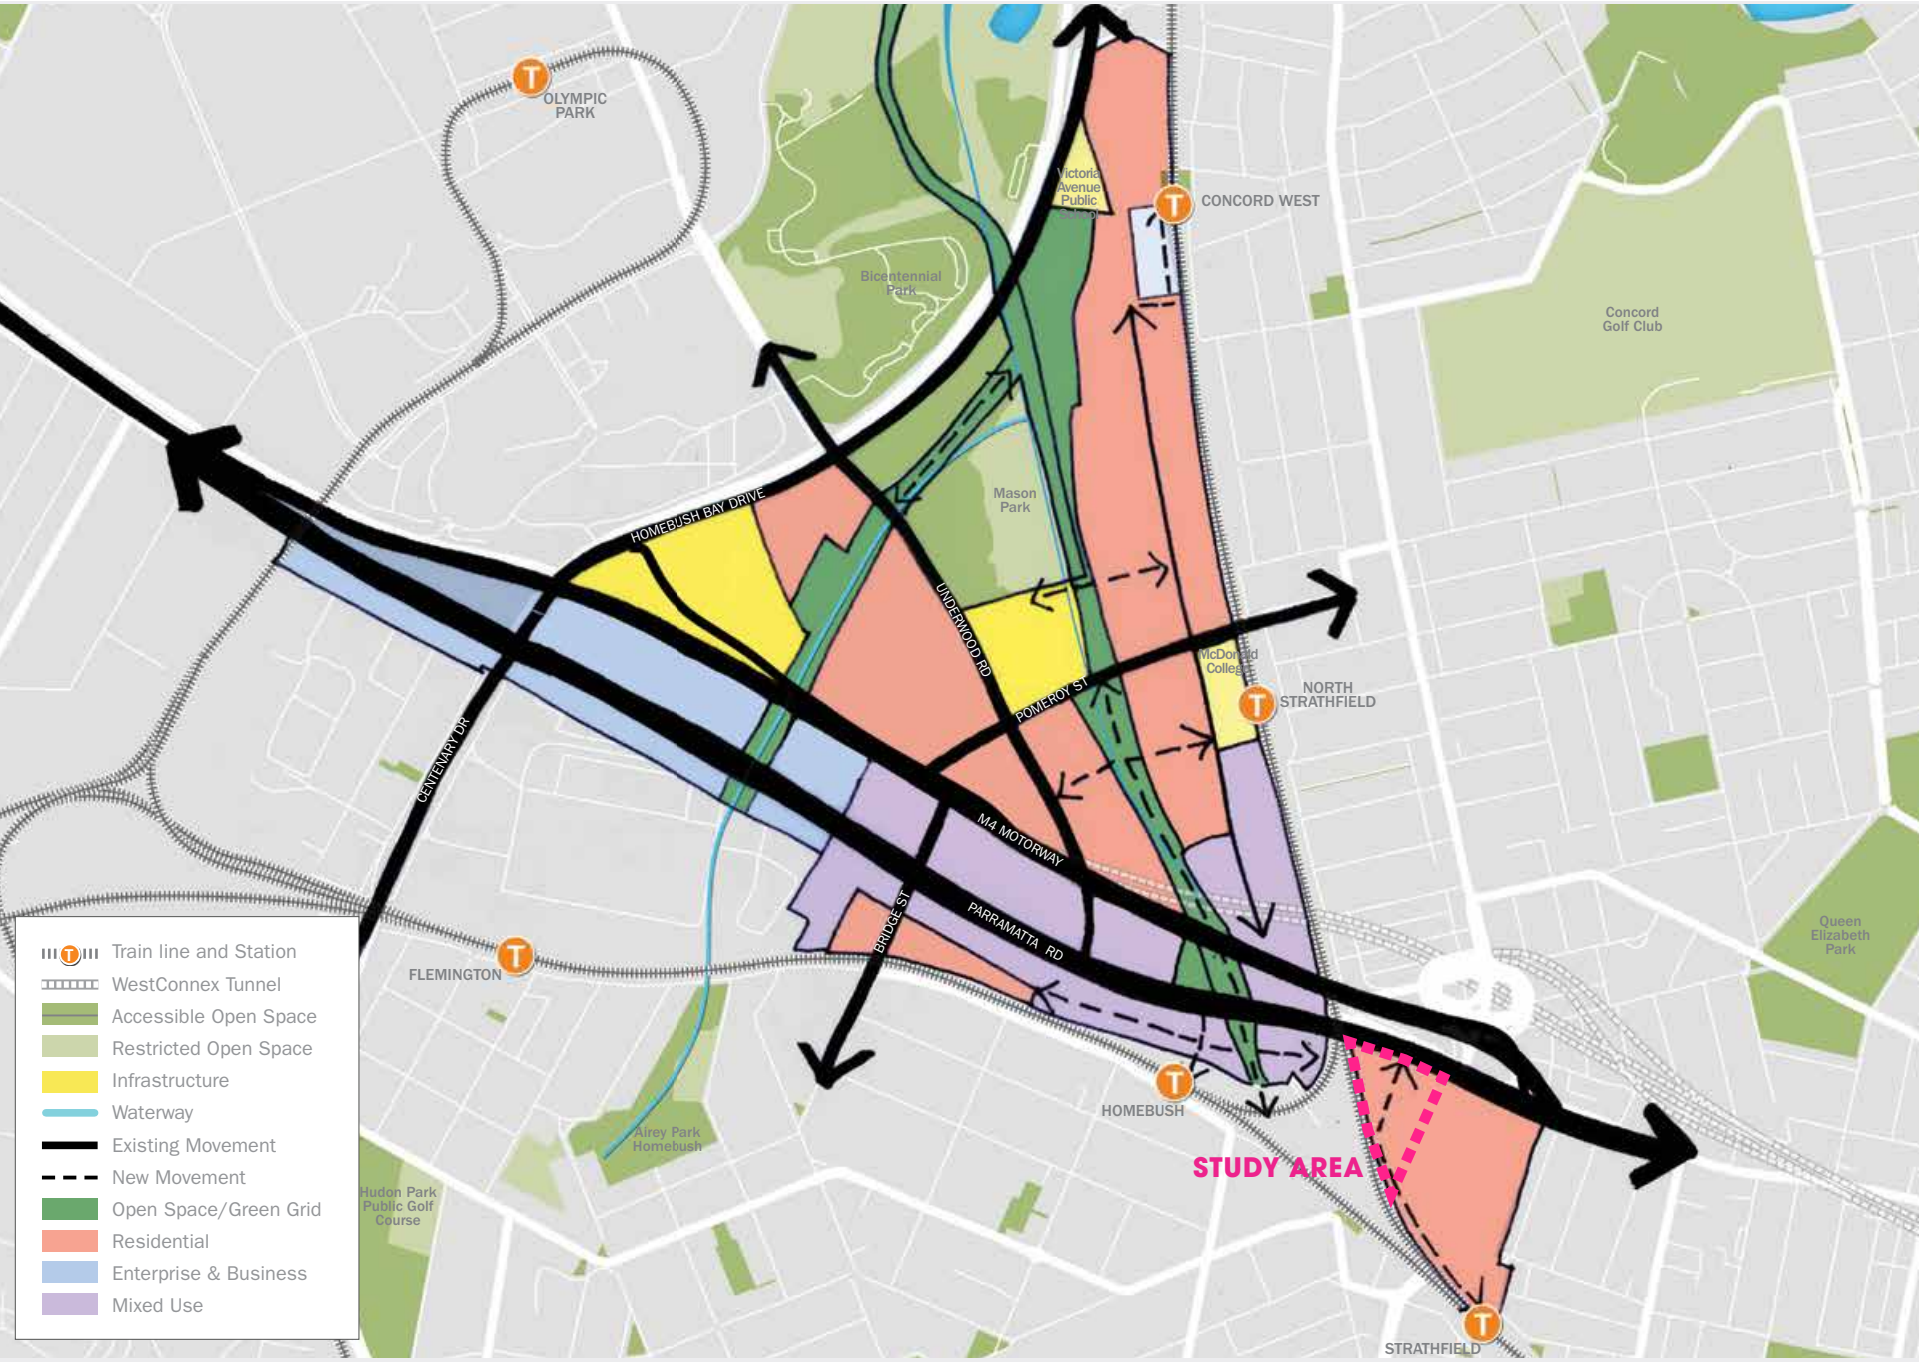 OLYMPIC
PARK
Victoria
Avenue
Public
CONCORD WEST
Bicentennial
Park
Concord
Golf Club
HOMEBUSH BAY DRIVE
Mason
Park
UNDERWOOD RD
McDonald
College
POMEROY ST
NORTH
STRATHFIELD
CENTENARY DR
M4 MOTORWAY
BRIDGE ST
PARRAMATTA RD
Queen
Elizabeth
Park
FLEMINGTON
HOMEBUSH
Airey Park
Homebush
STUDY AREA
Hudon Park
Public Golf
Course
STRATHFIELD
T Train line and Station
WestConnex Tunnel
Accessible Open Space
Restricted Open Space
Infrastructure
Waterway
Existing Movement
New Movement
Open Space/Green Grid
Residential
Enterprise & Business
Mixed Use
T
T
T
T
T
T